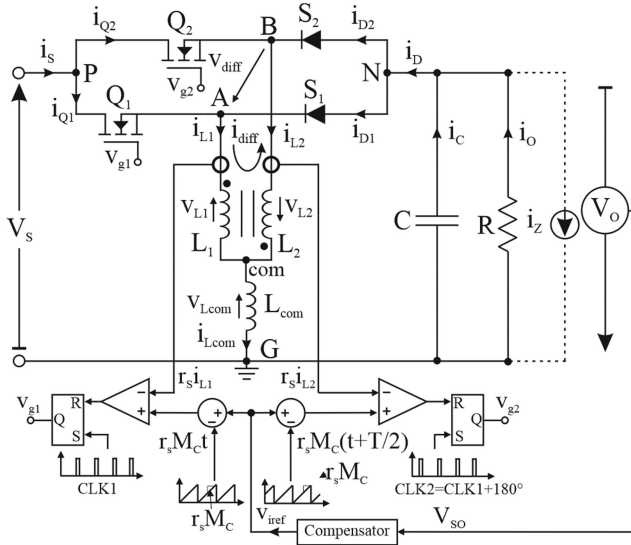 i_Q2 Q_2 B S_2 i_D2
i_S v_diff i_D
P v_g2 N
i_Q1 Q_1 A S_1
i_L1 i_diff i_L2 i_D1 i_C i_O
v_g1
V_S v_L1 v_L2 C R i_Z V_O
L_1 L_2
com
v_Lcom L_com
i_Lcom G
r_S i_L1 r_S i_L2
v_g1 Q R - - R Q v_g2
S + + + + S
- -
r_s M_C t r_s M_C(t+T/2)
r_s M_C
CLK1 r_s M_C v_iref Compensator V_SO CLK2=CLK1+180°